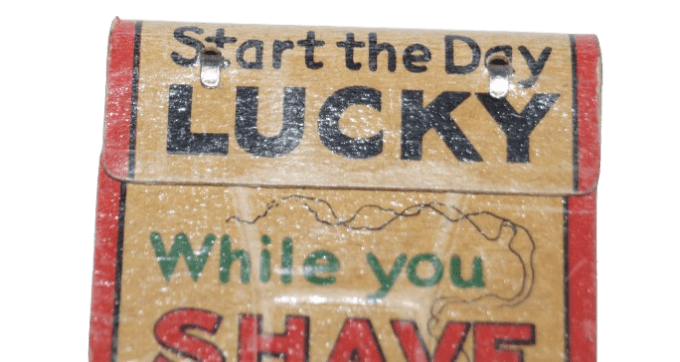 Start the Day
LUCKY
While you
SHAVE